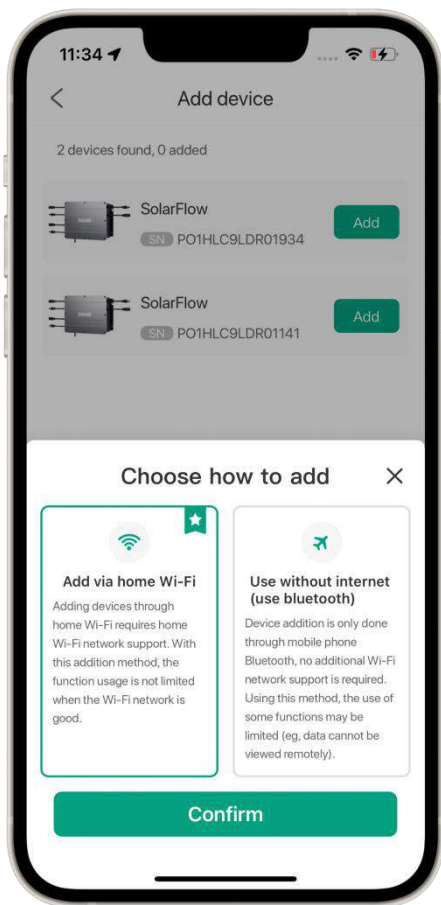 11:34
Add device
2 devices found, 0 added
SolarFlow
SN PO1HLC9LDR01934
Add
SolarFlow
SN PO1HLC9LDR01141
Add
Choose how to add
Add via home Wi-Fi
Adding devices through
home Wi-Fi requires home
Wi-Fi network support. With
this addition method, the
function usage is not limited
when the Wi-Fi network is
good.
Use without internet
(use bluetooth)
Device addition is only done
through mobile phone
Bluetooth, no additional Wi-Fi
network support is required.
Using this method, the use of
some functions may be
limited (eg, data cannot be
viewed remotely).
Confirm